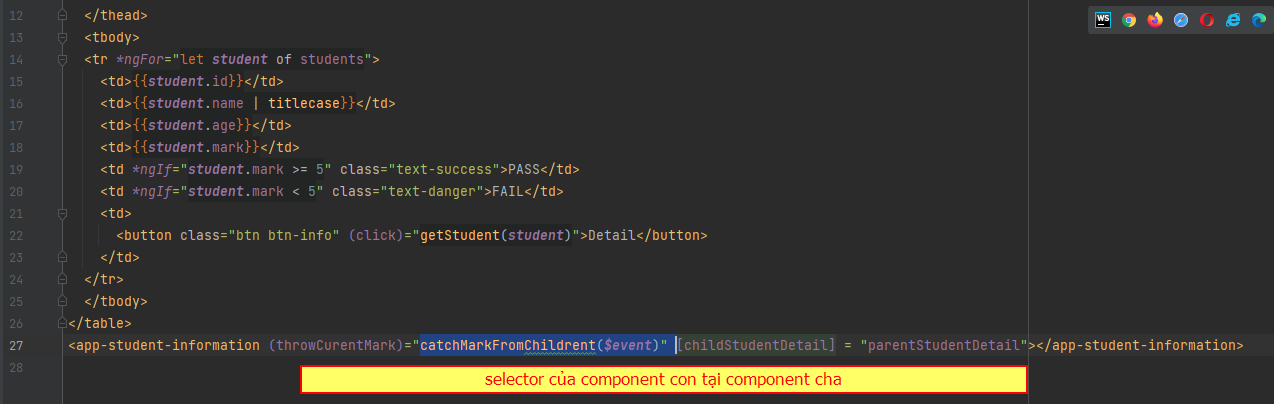 12 </thead>
13 <tbody>
14 <tr *ngFor="let student of students">
15 <td>{{student.id}}</td>
16 <td>{{student.name | titlecase}}</td>
17 <td>{{student.age}}</td>
18 <td>{{student.mark}}</td>
19 <td *ngIf="student.mark >= 5" class="text-success">PASS</td>
20 <td *ngIf="student.mark < 5" class="text-danger">FAIL</td>
21 <td>
22 <button class="btn btn-info" (click)="getStudent(student)">Detail</button>
23 </td>
24 </tr>
25 </tbody>
26 </table>
27 <app-student-information (throwCurentMark)="catchMarkFromChildrent($event)" [childStudentDetail] = "parentStudentDetail"></app-student-information>
28
selector của component con tại component cha
WS